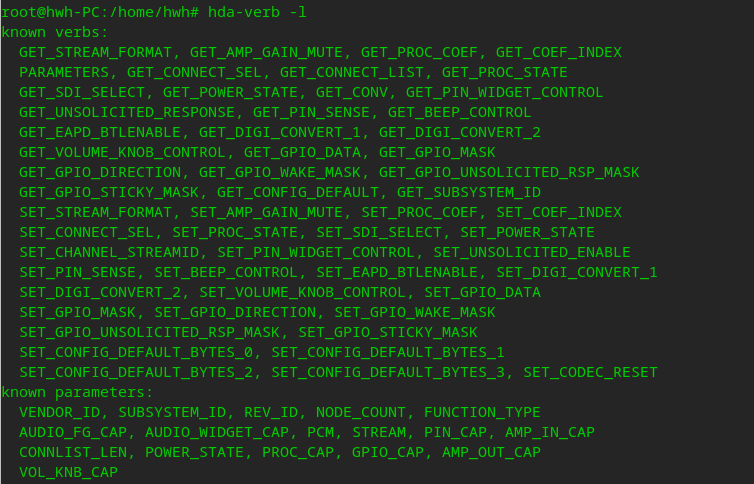 root@hwh-PC:/home/hwh# hda-verb -l
known verbs:
  GET_STREAM_FORMAT, GET_AMP_GAIN_MUTE, GET_PROC_COEF, GET_COEF_INDEX
  PARAMETERS, GET_CONNECT_SEL, GET_CONNECT_LIST, GET_PROC_STATE
  GET_SDI_SELECT, GET_POWER_STATE, GET_CONV, GET_PIN_WIDGET_CONTROL
  GET_UNSOLICITED_RESPONSE, GET_PIN_SENSE, GET_BEEP_CONTROL
  GET_EAPD_BTLENABLE, GET_DIGI_CONVERT_1, GET_DIGI_CONVERT_2
  GET_VOLUME_KNOB_CONTROL, GET_GPIO_DATA, GET_GPIO_MASK
  GET_GPIO_DIRECTION, GET_GPIO_WAKE_MASK, GET_GPIO_UNSOLICITED_RSP_MASK
  GET_GPIO_STICKY_MASK, GET_CONFIG_DEFAULT, GET_SUBSYSTEM_ID
  SET_STREAM_FORMAT, SET_AMP_GAIN_MUTE, SET_PROC_COEF, SET_COEF_INDEX
  SET_CONNECT_SEL, SET_PROC_STATE, SET_SDI_SELECT, SET_POWER_STATE
  SET_CHANNEL_STREAMID, SET_PIN_WIDGET_CONTROL, SET_UNSOLICITED_ENABLE
  SET_PIN_SENSE, SET_BEEP_CONTROL, SET_EAPD_BTLENABLE, SET_DIGI_CONVERT_1
  SET_DIGI_CONVERT_2, SET_VOLUME_KNOB_CONTROL, SET_GPIO_DATA
  SET_GPIO_MASK, SET_GPIO_DIRECTION, SET_GPIO_WAKE_MASK
  SET_GPIO_UNSOLICITED_RSP_MASK, SET_GPIO_STICKY_MASK
  SET_CONFIG_DEFAULT_BYTES_0, SET_CONFIG_DEFAULT_BYTES_1
  SET_CONFIG_DEFAULT_BYTES_2, SET_CONFIG_DEFAULT_BYTES_3, SET_CODEC_RESET
known parameters:
  VENDOR_ID, SUBSYSTEM_ID, REV_ID, NODE_COUNT, FUNCTION_TYPE
  AUDIO_FG_CAP, AUDIO_WIDGET_CAP, PCM, STREAM, PIN_CAP, AMP_IN_CAP
  CONNLIST_LEN, POWER_STATE, PROC_CAP, GPIO_CAP, AMP_OUT_CAP
  VOL_KNB_CAP